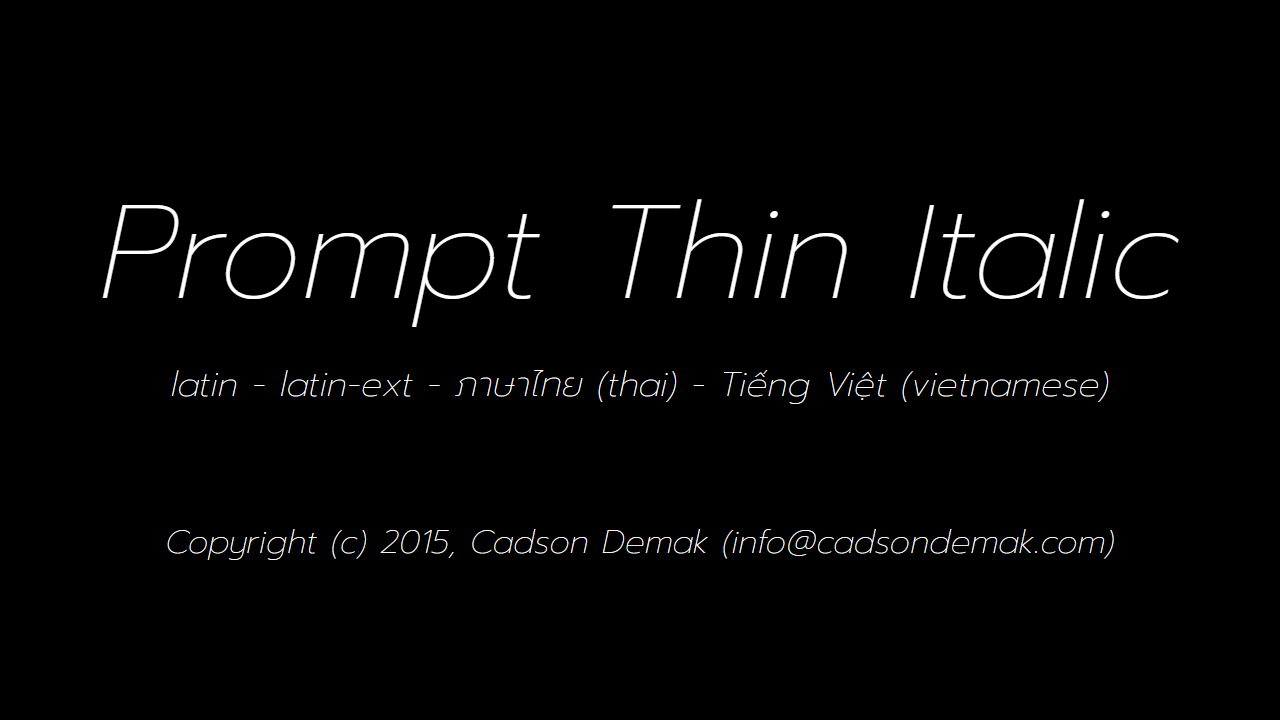 Prompt Thin Italic
latin - latin-ext - ภาษาไทย (thai) - Tiếng Việt (vietnamese)
Copyright (c) 2015, Cadson Demak (info@cadsondemak.com)